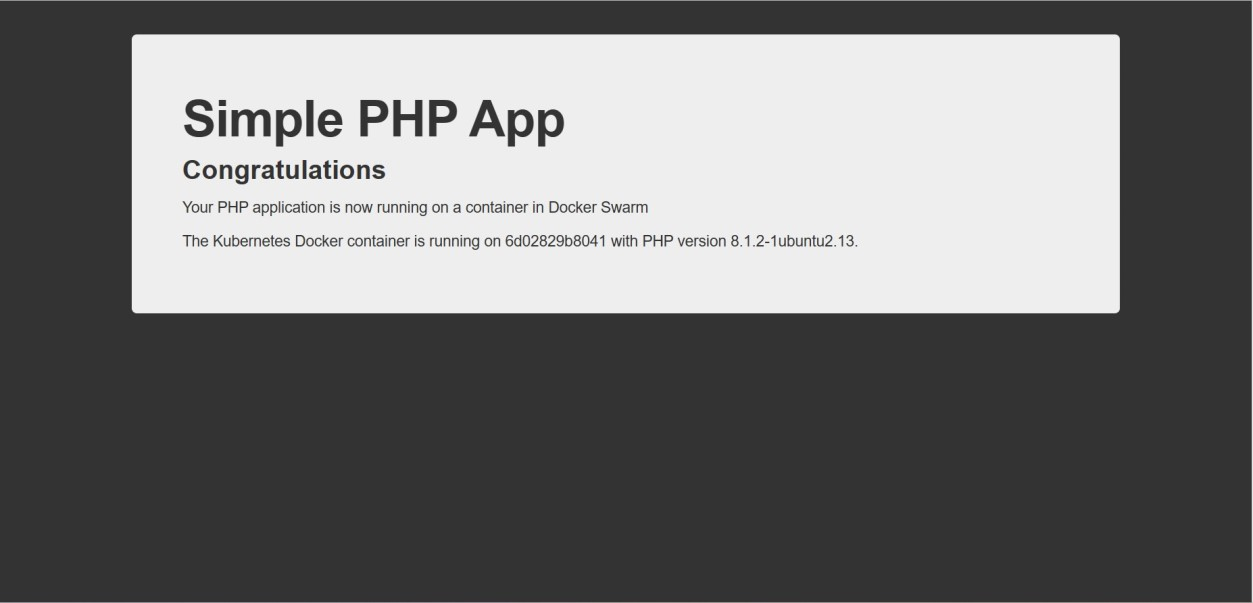 Simple PHP App
Congratulations
Your PHP application is now running on a container in Docker Swarm
The Kubernetes Docker container is running on 6d02829b8041 with PHP version 8.1.2-1ubuntu2.13.